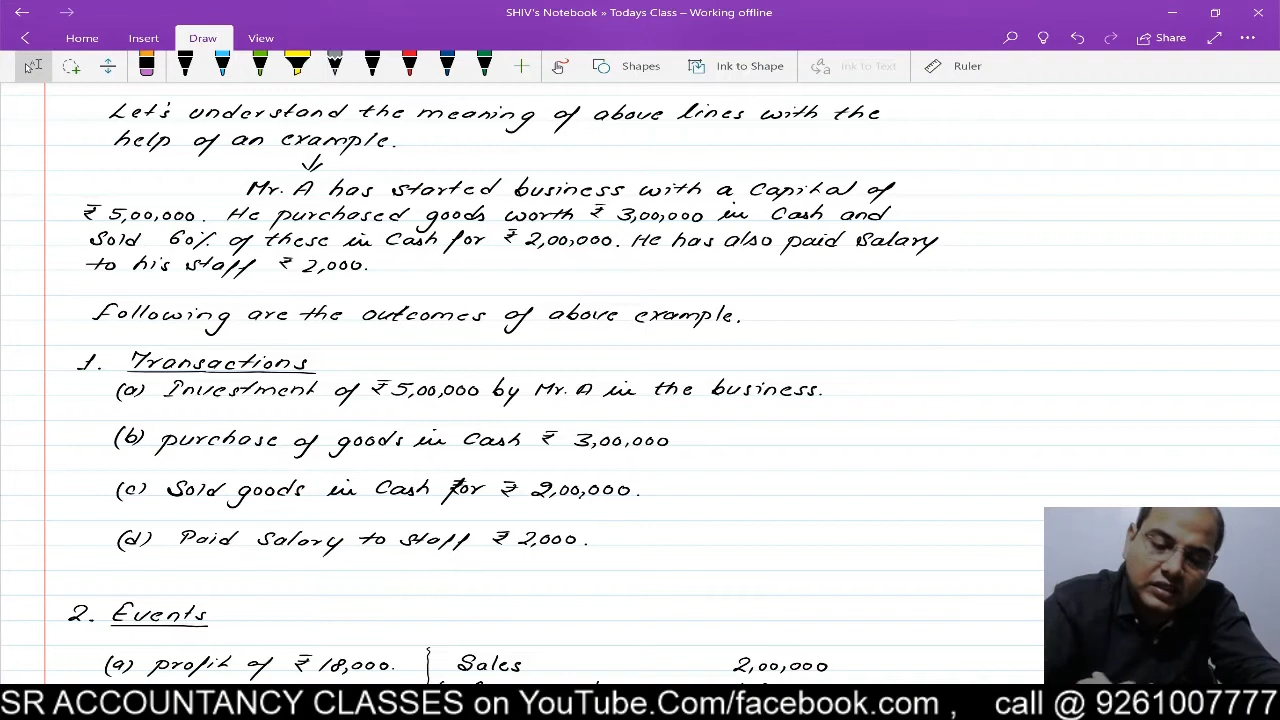 SHIV's Notebook » Todays Class – Working offline
Home Insert Draw View
Shapes Ink to Shape Ink to Text Ruler Share
Let's understand the meaning of above lines with the
help of an example.
Mr. A has started business with a Capital of
₹ 5,00,000. He purchased goods worth ₹ 3,00,000 in Cash and
Sold 60% of these in Cash for ₹ 2,00,000. He has also paid Salary
to his staff ₹ 2,000.
Following are the outcomes of above example.
1. Transactions
(a) Investment of ₹ 5,00,000 by Mr. A in the business.
(b) purchase of goods in Cash ₹ 3,00,000
(c) Sold goods in Cash for ₹ 2,00,000.
(d) Paid Salary to staff ₹ 2,000.
2. Events
(a) profit of ₹ 18,000. Sales 2,00,000
SR ACCOUNTANCY CLASSES on YouTube.Com/facebook.com , call @ 9261007777